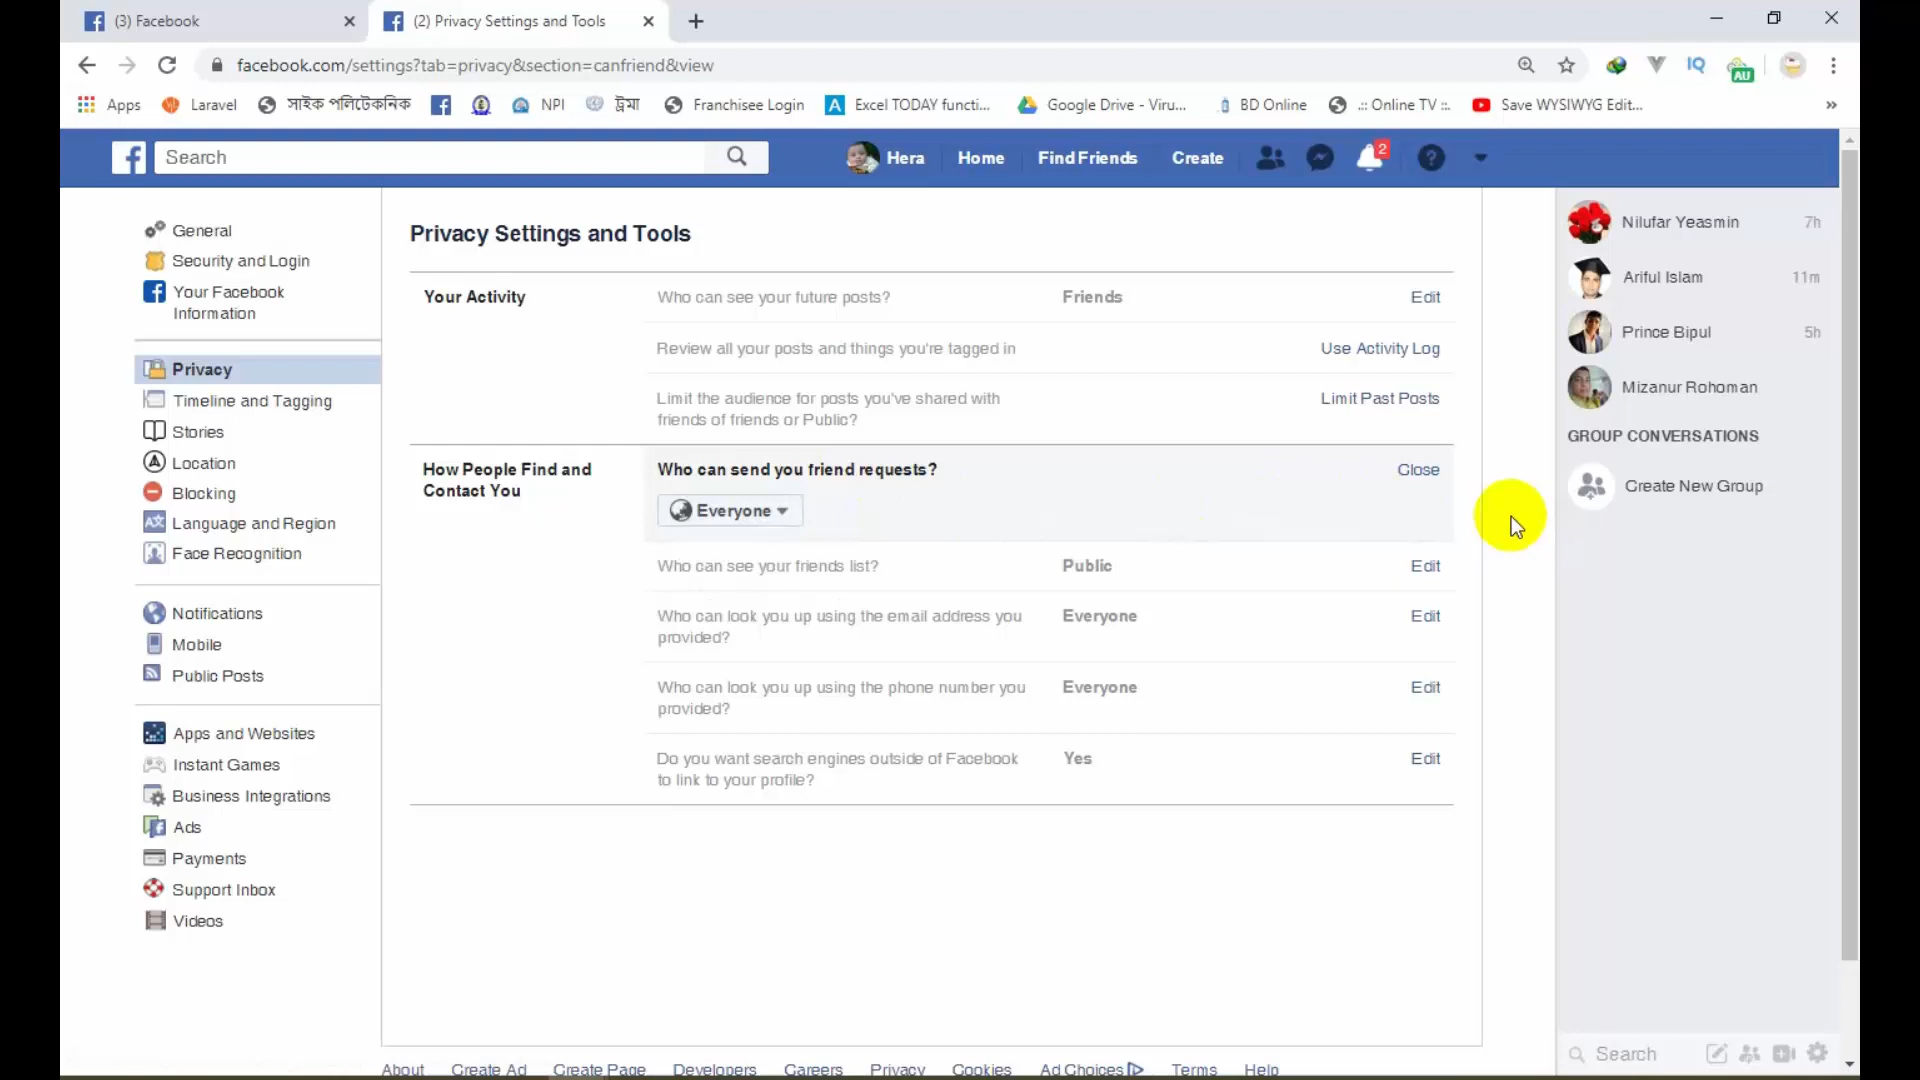 (3) Facebook
(2) Privacy Settings and Tools
facebook.com/settings?tab=privacy&section=canfriend&view
IQ
AU
Apps
Laravel
সাইক পলিটেকনিক
NPI
ট্রমা
Franchisee Login
Excel TODAY functi...
Google Drive - Viru...
BD Online
.:: Online TV ::.
Save WYSIWYG Edit...
»
Search
Hera
Home
Find Friends
Create
2
General
Security and Login
Your Facebook
Information
Privacy
Timeline and Tagging
Stories
Location
Blocking
Language and Region
Face Recognition
Notifications
Mobile
Public Posts
Apps and Websites
Instant Games
Business Integrations
Ads
Payments
Support Inbox
Videos
Privacy Settings and Tools
Your Activity
Who can see your future posts?
Friends
Edit
Review all your posts and things you're tagged in
Use Activity Log
Limit the audience for posts you've shared with
friends of friends or Public?
Limit Past Posts
How People Find and
Contact You
Who can send you friend requests?
Close
Everyone
Who can see your friends list?
Public
Edit
Who can look you up using the email address you
provided?
Everyone
Edit
Who can look you up using the phone number you
provided?
Everyone
Edit
Do you want search engines outside of Facebook
to link to your profile?
Yes
Edit
Nilufar Yeasmin
7h
Ariful Islam
11m
Prince Bipul
5h
Mizanur Rohoman
GROUP CONVERSATIONS
Create New Group
Search
About
Create Ad
Create Page
Developers
Careers
Privacy
Cookies
Ad Choices
Terms
Help